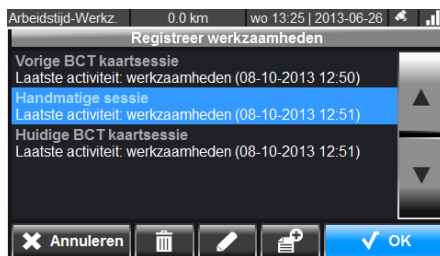 Arbeidstijd-Werkz. 0.0 km wo 13:25 | 2013-06-26
Registreer werkzaamheden
Vorige BCT kaartsessie
Laatste activiteit: werkzaamheden (08-10-2013 12:50)
Handmatige sessie
Laatste activiteit: werkzaamheden (08-10-2013 12:51)
Huidige BCT kaartsessie
Laatste activiteit: werkzaamheden (08-10-2013 12:51)
Annuleren OK